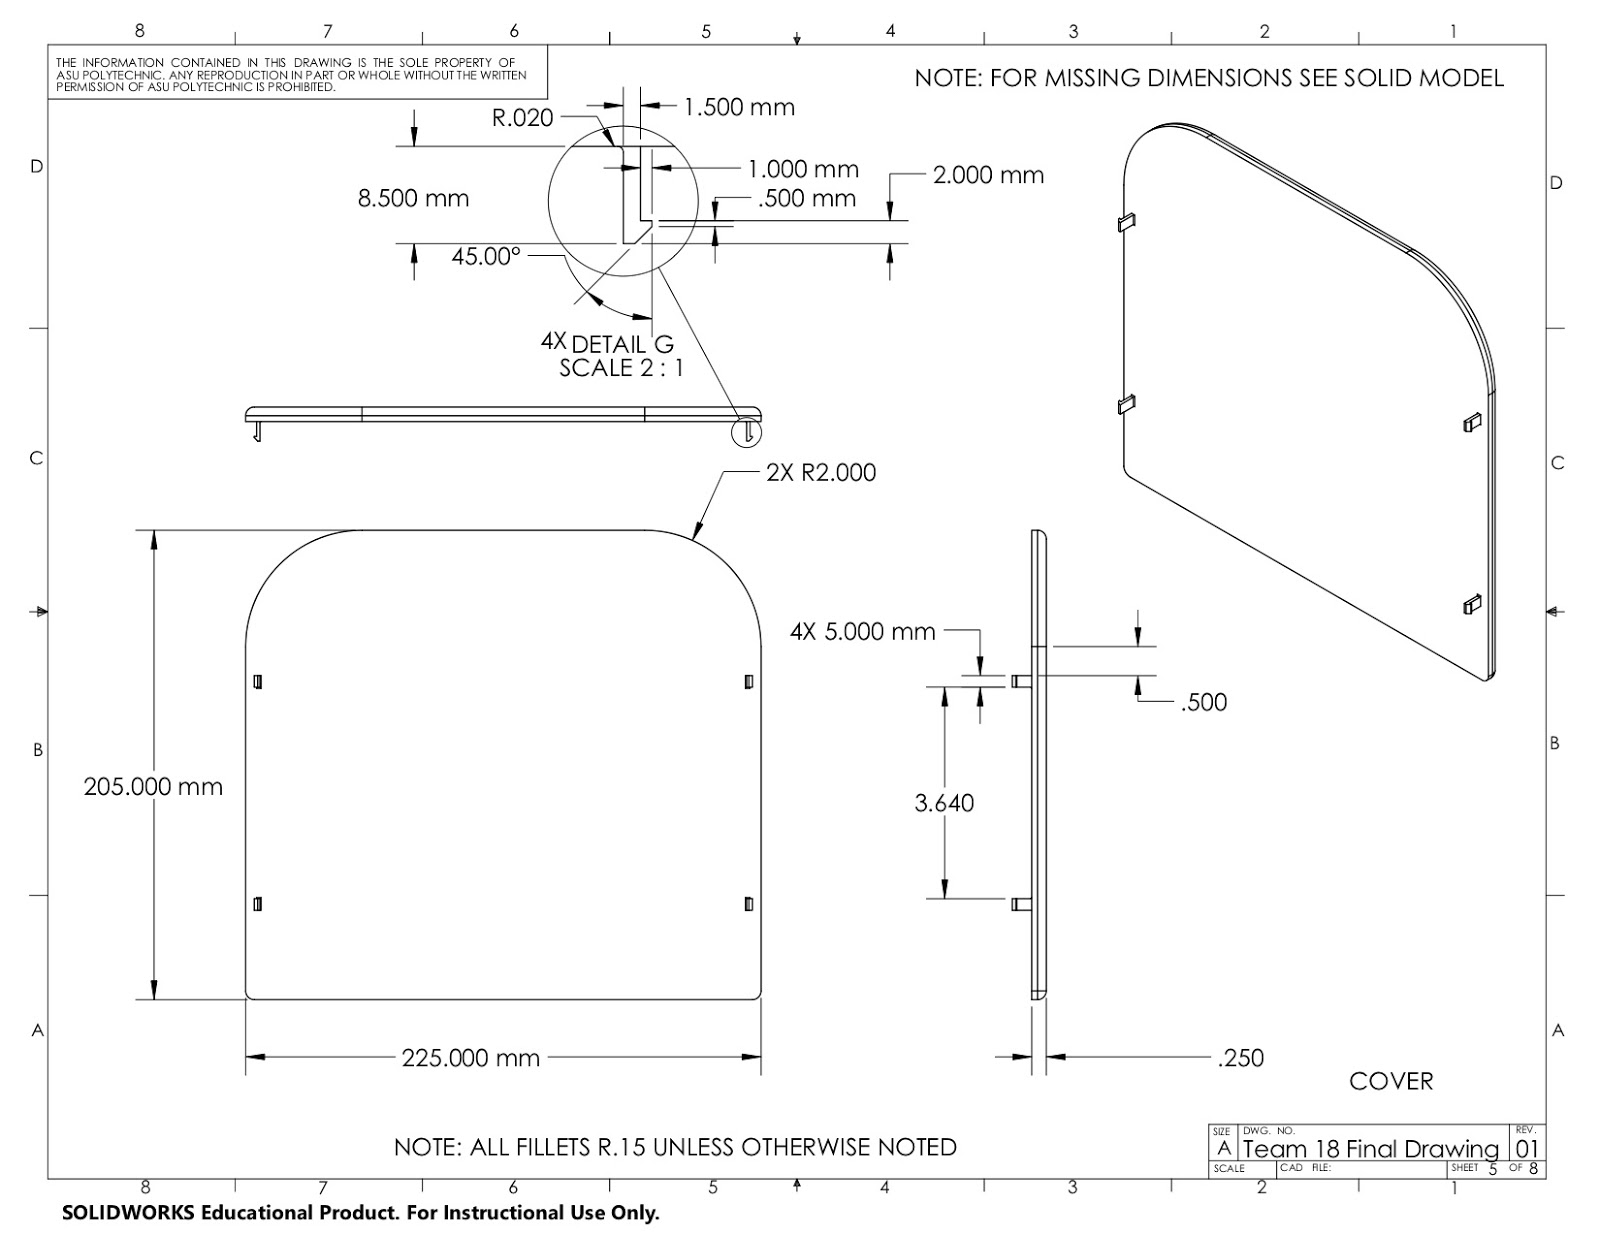 8 7 6 5 4 3 2 1
THE INFORMATION CONTAINED IN THIS DRAWING IS THE SOLE PROPERTY OF
ASU POLYTECHNIC. ANY REPRODUCTION IN PART OR WHOLE WITHOUT THE WRITTEN
PERMISSION OF ASU POLYTECHNIC IS PROHIBITED.
NOTE: FOR MISSING DIMENSIONS SEE SOLID MODEL
R.020
1.500 mm
D
D
1.000 mm
2.000 mm
8.500 mm
.500 mm
45.00°
4X DETAIL G
SCALE 2 : 1
C
C
2X R2.000
4X 5.000 mm
.500
B
B
205.000 mm
3.640
A
A
225.000 mm
.250
COVER
NOTE: ALL FILLETS R.15 UNLESS OTHERWISE NOTED
SIZE
A
DWG. NO.
Team 18 Final Drawing
REV.
01
SCALE
CAD FILE:
SHEET 5 OF 8
8 7 6 5 4 3 2 1
SOLIDWORKS Educational Product. For Instructional Use Only.